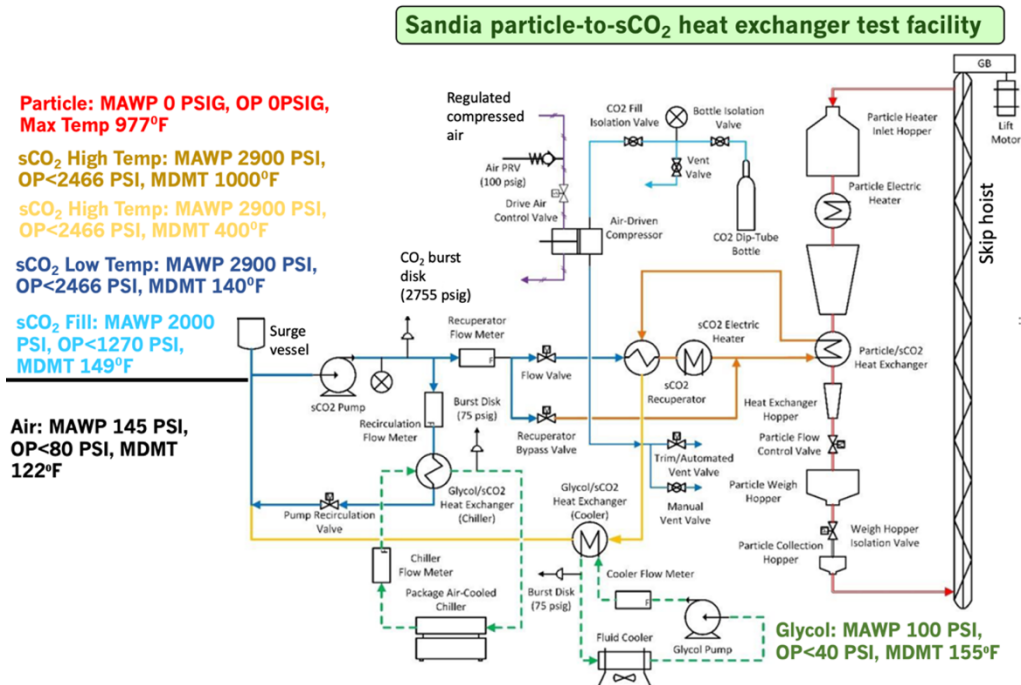 Sandia particle-to-sCO₂ heat exchanger test facility
Particle: MAWP 0 PSIG, OP 0PSIG,
Max Temp 977⁰F
sCO₂ High Temp: MAWP 2900 PSI,
OP<2466 PSI, MDMT 1000⁰F
sCO₂ High Temp: MAWP 2900 PSI,
OP<2466 PSI, MDMT 400⁰F
sCO₂ Low Temp: MAWP 2900 PSI,
OP<2466 PSI, MDMT 140⁰F
sCO₂ Fill: MAWP 2000
PSI, OP<1270 PSI,
MDMT 149⁰F
Air: MAWP 145 PSI,
OP<80 PSI, MDMT
122⁰F
Regulated
compressed
air
Air PRV
(100 psig)
Drive Air
Control Valve
CO2 Fill
Isolation Valve
Bottle Isolation
Valve
Vent
Valve
Air-Driven
Compressor
CO2 Dip-Tube
Bottle
GB
Lift
Motor
Skip hoist
Particle Heater
Inlet Hopper
Particle Electric
Heater
CO₂ burst
disk
(2755 psig)
Surge
vessel
sCO2 Pump
Recuperator
Flow Meter
F
Flow Valve
Recuperator
Bypass Valve
sCO2 Electric
Heater
sCO2
Recuperator
Particle/sCO2
Heat Exchanger
Heat Exchanger
Hopper
Particle Flow
Control Valve
Particle Weigh
Hopper
Weigh Hopper
Isolation Valve
Particle Collection
Hopper
Recirculation
Flow Meter
F
Burst Disk
(75 psig)
Glycol/sCO2
Heat Exchanger
(Chiller)
Pump Recirculation
Valve
Trim/Automated
Vent Valve
Manual
Vent Valve
Glycol/sCO2
Heat Exchanger
(Cooler)
Chiller
Flow Meter
F
Package Air-Cooled
Chiller
Burst Disk
(75 psig)
Cooler Flow Meter
F
Glycol Pump
Fluid Cooler
Glycol: MAWP 100 PSI,
OP<40 PSI, MDMT 155⁰F
: